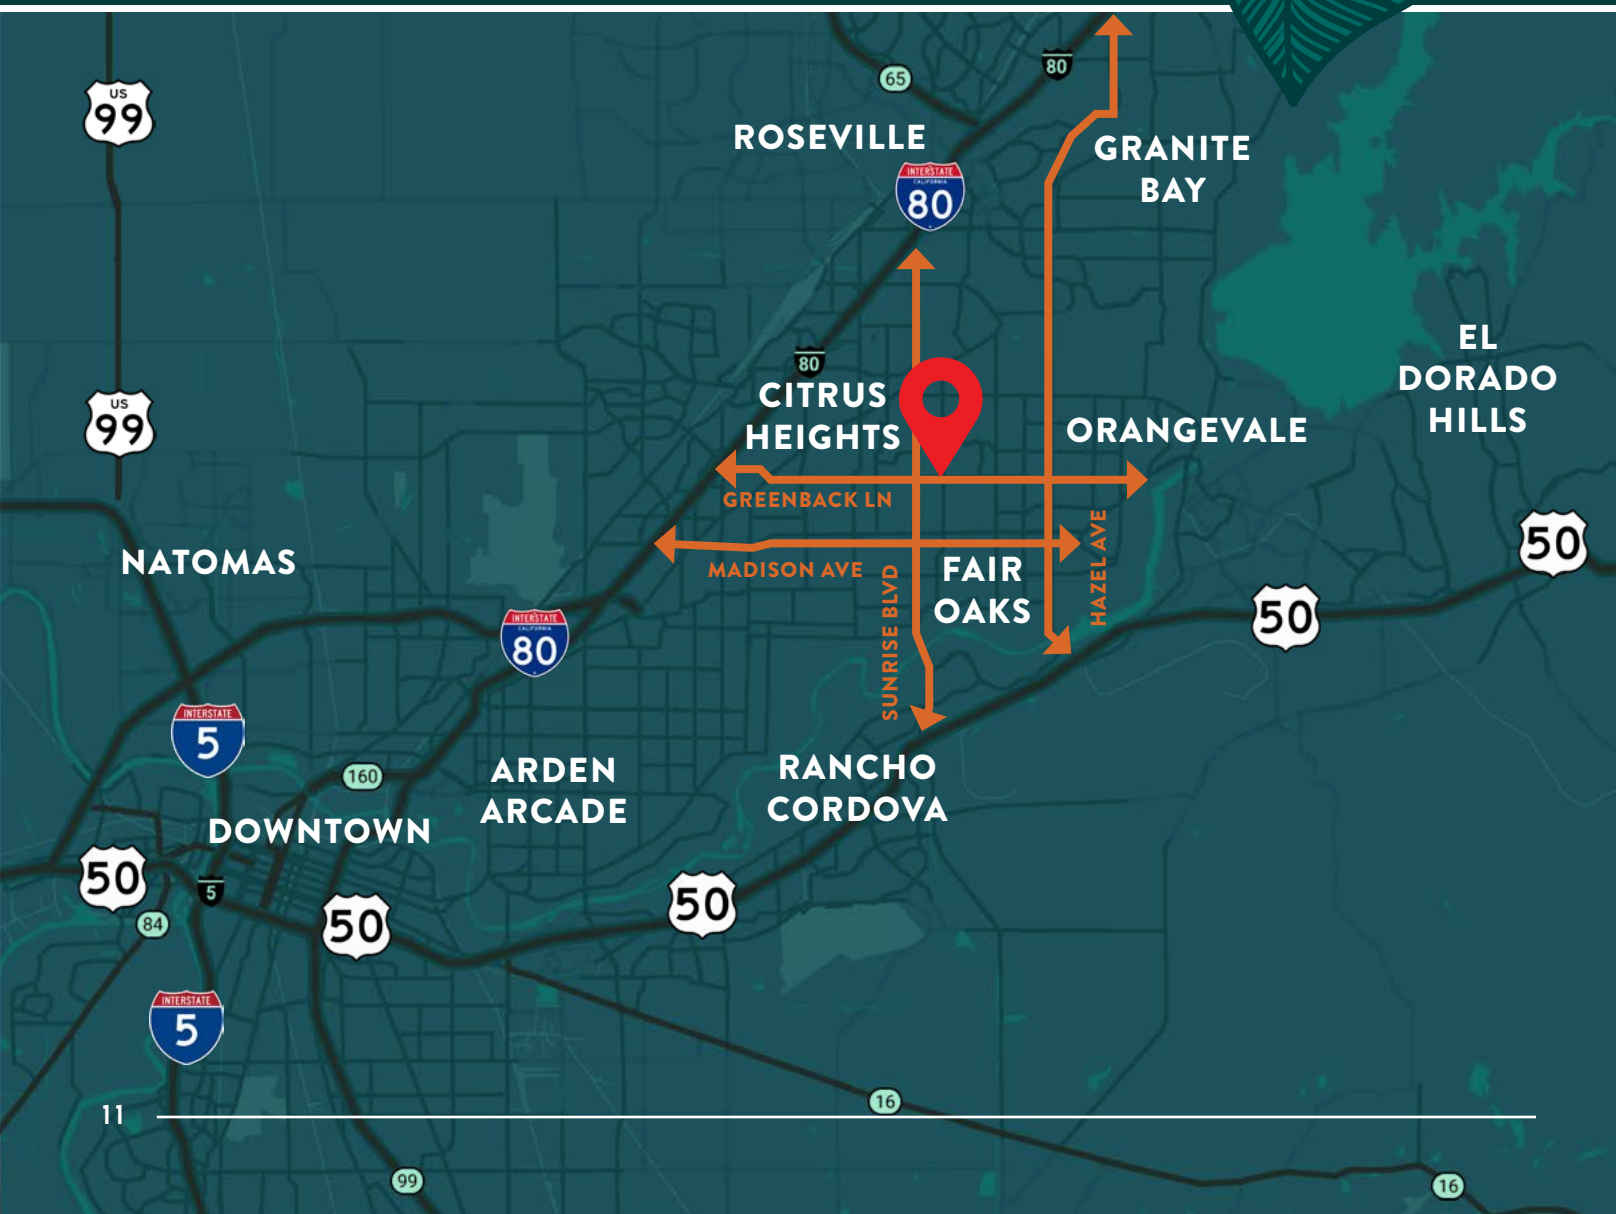 US
99
65
80
ROSEVILLE
GRANITE
BAY
INTERSTATE
CALIFORNIA
80
US
99
80
CITRUS
HEIGHTS
ORANGEVALE
EL
DORADO
HILLS
GREENBACK LN
MADISON AVE
SUNRISE BLVD
FAIR
OAKS
HAZEL AVE
50
50
NATOMAS
INTERSTATE
CALIFORNIA
80
INTERSTATE
5
160
ARDEN
ARCADE
RANCHO
CORDOVA
DOWNTOWN
50
5
84
50
50
INTERSTATE
5
16
11
99
16